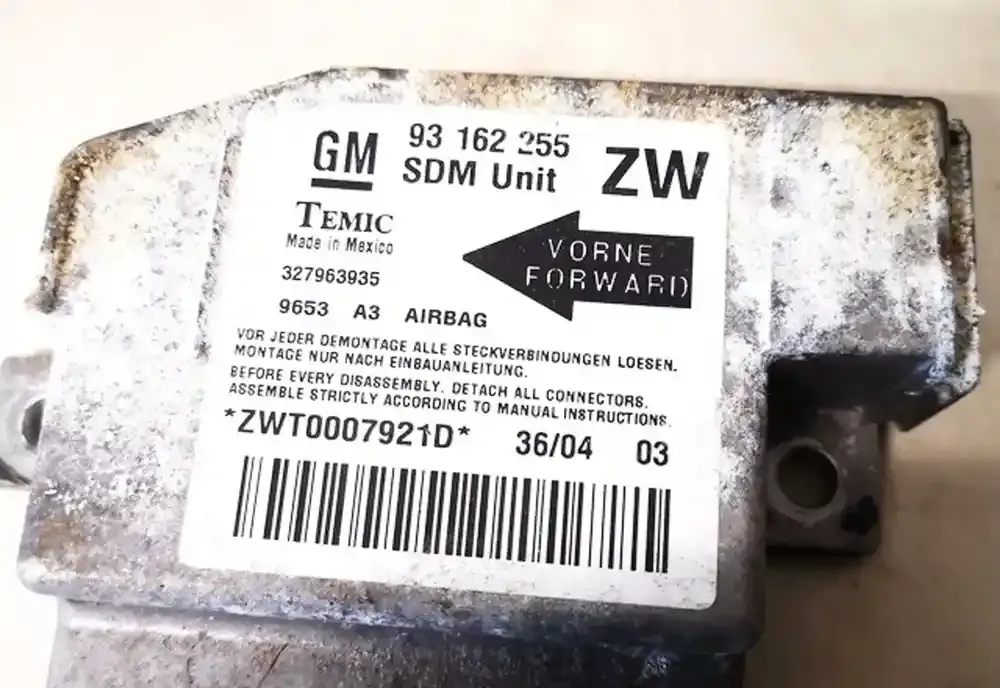 GM 93 162 255 ZW
SDM Unit
TEMIC
Made in Mexico
VORNE
FORWARD
327963935
9653 A3 AIRBAG
VOR JEDER DEMONTAGE ALLE STECKVERBINDUNGEN LOESEN.
MONTAGE NUR NACH EINBAUANLEITUNG.
BEFORE EVERY DISASSEMBLY. DETACH ALL CONNECTORS.
ASSEMBLE STRICTLY ACCORDING TO MANUAL INSTRUCTIONS.
*ZWT0007921D* 36/04 03